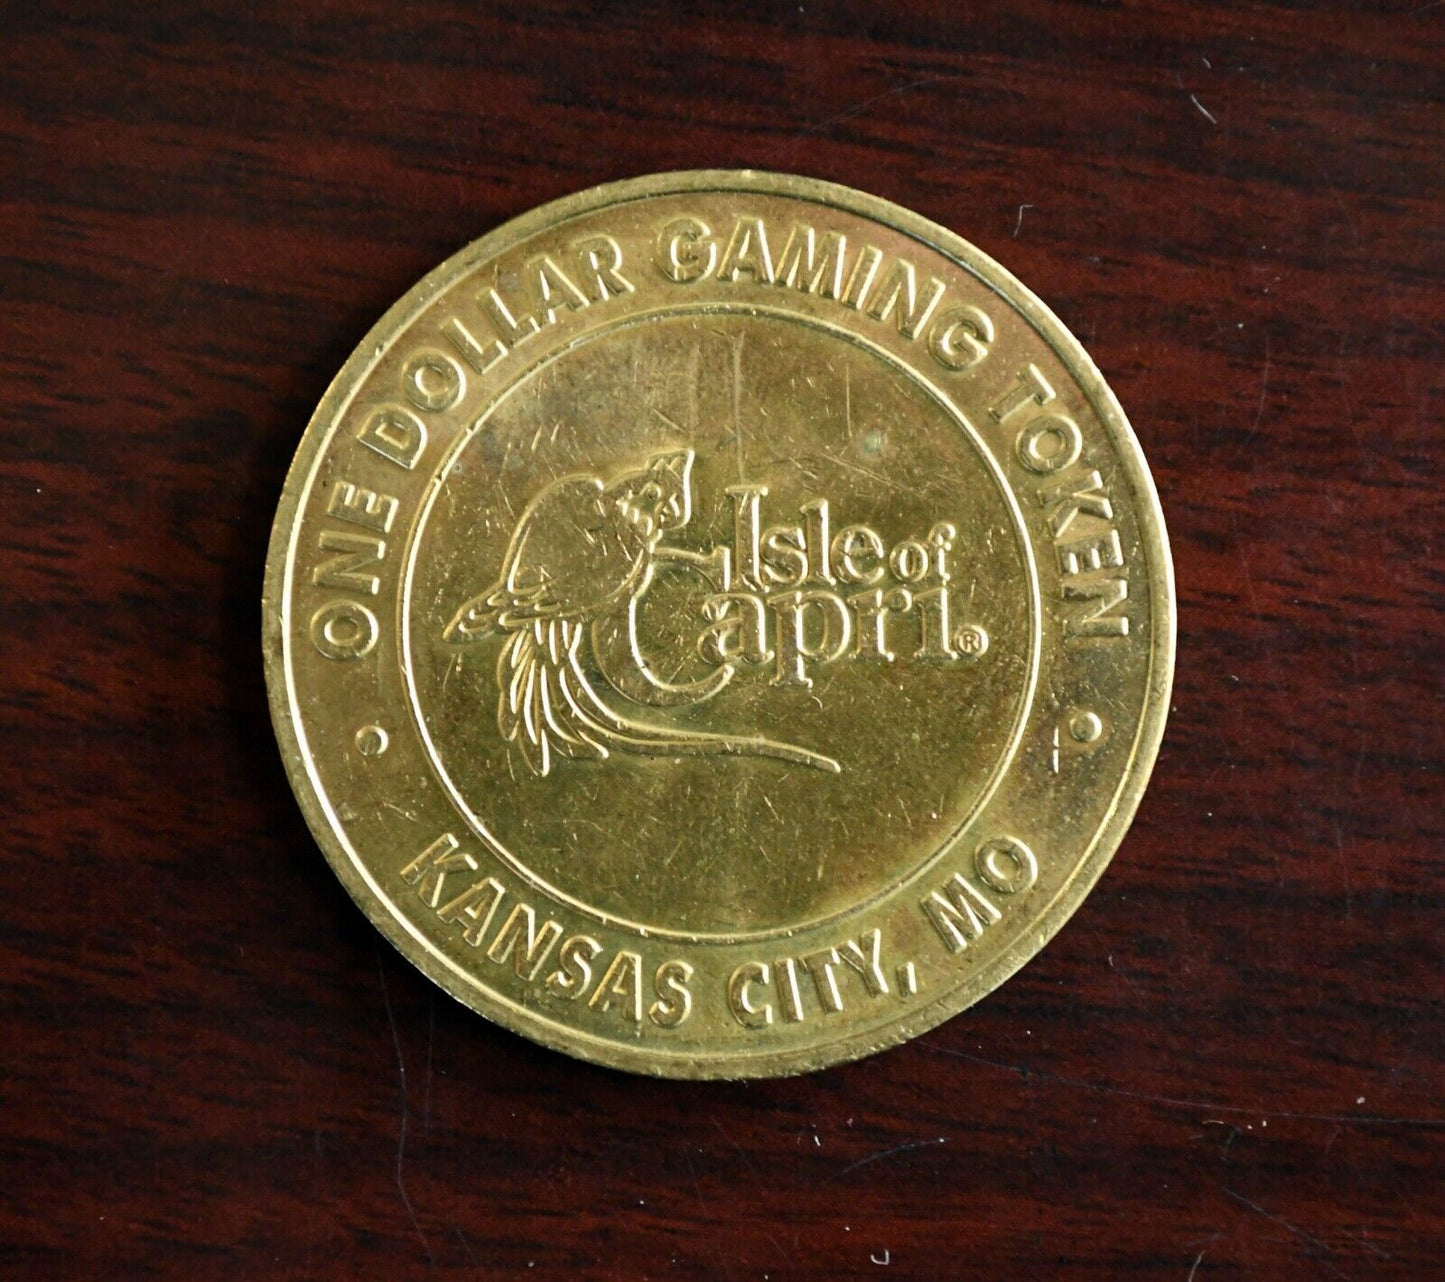 ONE DOLLAR GAMING TOKEN
Isle of
Capri®
KANSAS CITY, MO